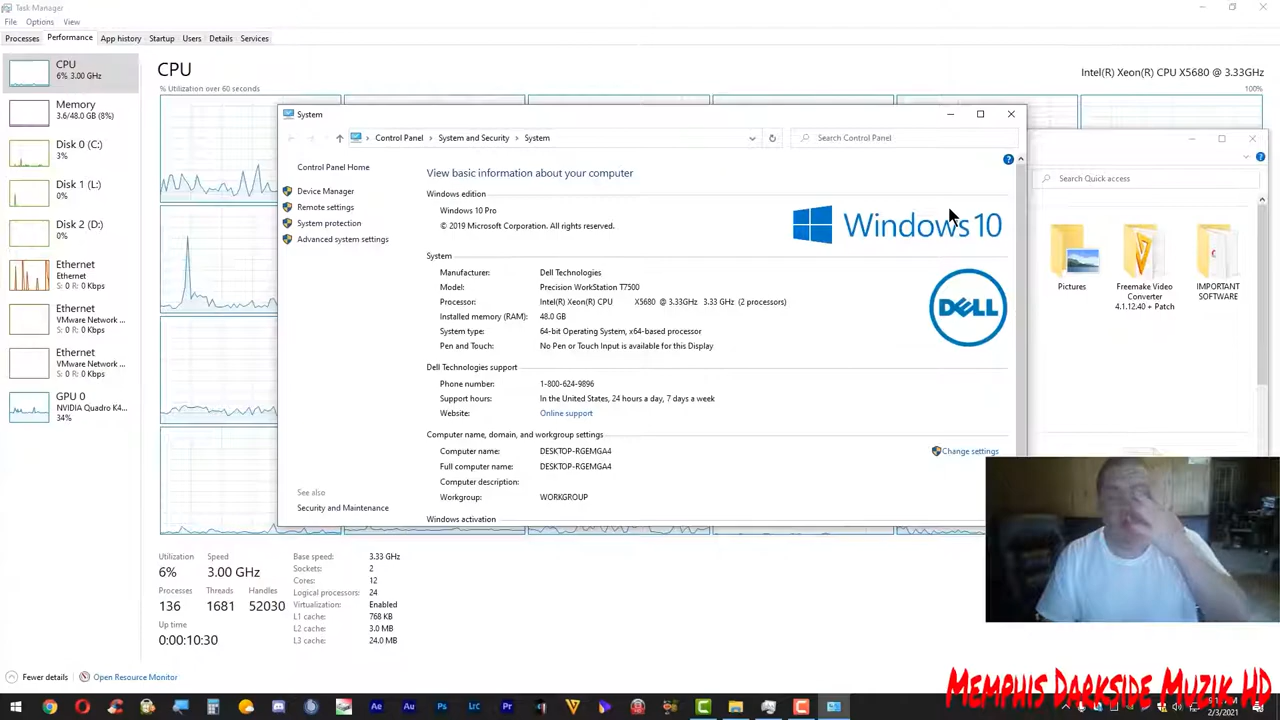 Task Manager
File Options View
Processes Performance App history Startup Users Details Services
CPU
6% 3.00 GHz
Memory
3.6/48.0 GB (8%)
Disk 0 (C:)
3%
Disk 1 (L:)
0%
Disk 2 (D:)
0%
Ethernet
Ethernet
S: 0 R: 0 Kbps
Ethernet
VMware Network ...
S: 0 R: 0 Kbps
Ethernet
VMware Network ...
S: 0 R: 0 Kbps
GPU 0
NVIDIA Quadro K4...
34%
CPU
Intel(R) Xeon(R) CPU X5680 @ 3.33GHz
% Utilization over 60 seconds
100%
System
Control Panel > System and Security > System
Search Control Panel
Control Panel Home
Device Manager
Remote settings
System protection
Advanced system settings
See also
Security and Maintenance
View basic information about your computer
Windows edition
Windows 10 Pro
© 2019 Microsoft Corporation. All rights reserved.
Windows 10
System
Manufacturer: Dell Technologies
Model: Precision WorkStation T7500
Processor: Intel(R) Xeon(R) CPU X5680 @ 3.33GHz 3.33 GHz (2 processors)
Installed memory (RAM): 48.0 GB
System type: 64-bit Operating System, x64-based processor
Pen and Touch: No Pen or Touch Input is available for this Display
DELL
Dell Technologies support
Phone number: 1-800-624-9896
Support hours: In the United States, 24 hours a day, 7 days a week
Website: Online support
Computer name, domain, and workgroup settings
Computer name: DESKTOP-RGEMGA4
Change settings
Full computer name: DESKTOP-RGEMGA4
Computer description:
Workgroup: WORKGROUP
Windows activation
Search Quick access
Pictures
Freemake Video
Converter
4.1.12.40 + Patch
IMPORTANT
SOFTWARE
Utilization
6%
Speed
3.00 GHz
Processes
136
Threads
1681
Handles
52030
Up time
0:00:10:30
Base speed: 3.33 GHz
Sockets: 2
Cores: 12
Logical processors: 24
Virtualization: Enabled
L1 cache: 768 KB
L2 cache: 3.0 MB
L3 cache: 24.0 MB
Fewer details
Open Resource Monitor
Memphis Darkside Muzik HD
Ae Au Ps Lrc Pr
2/3/2021